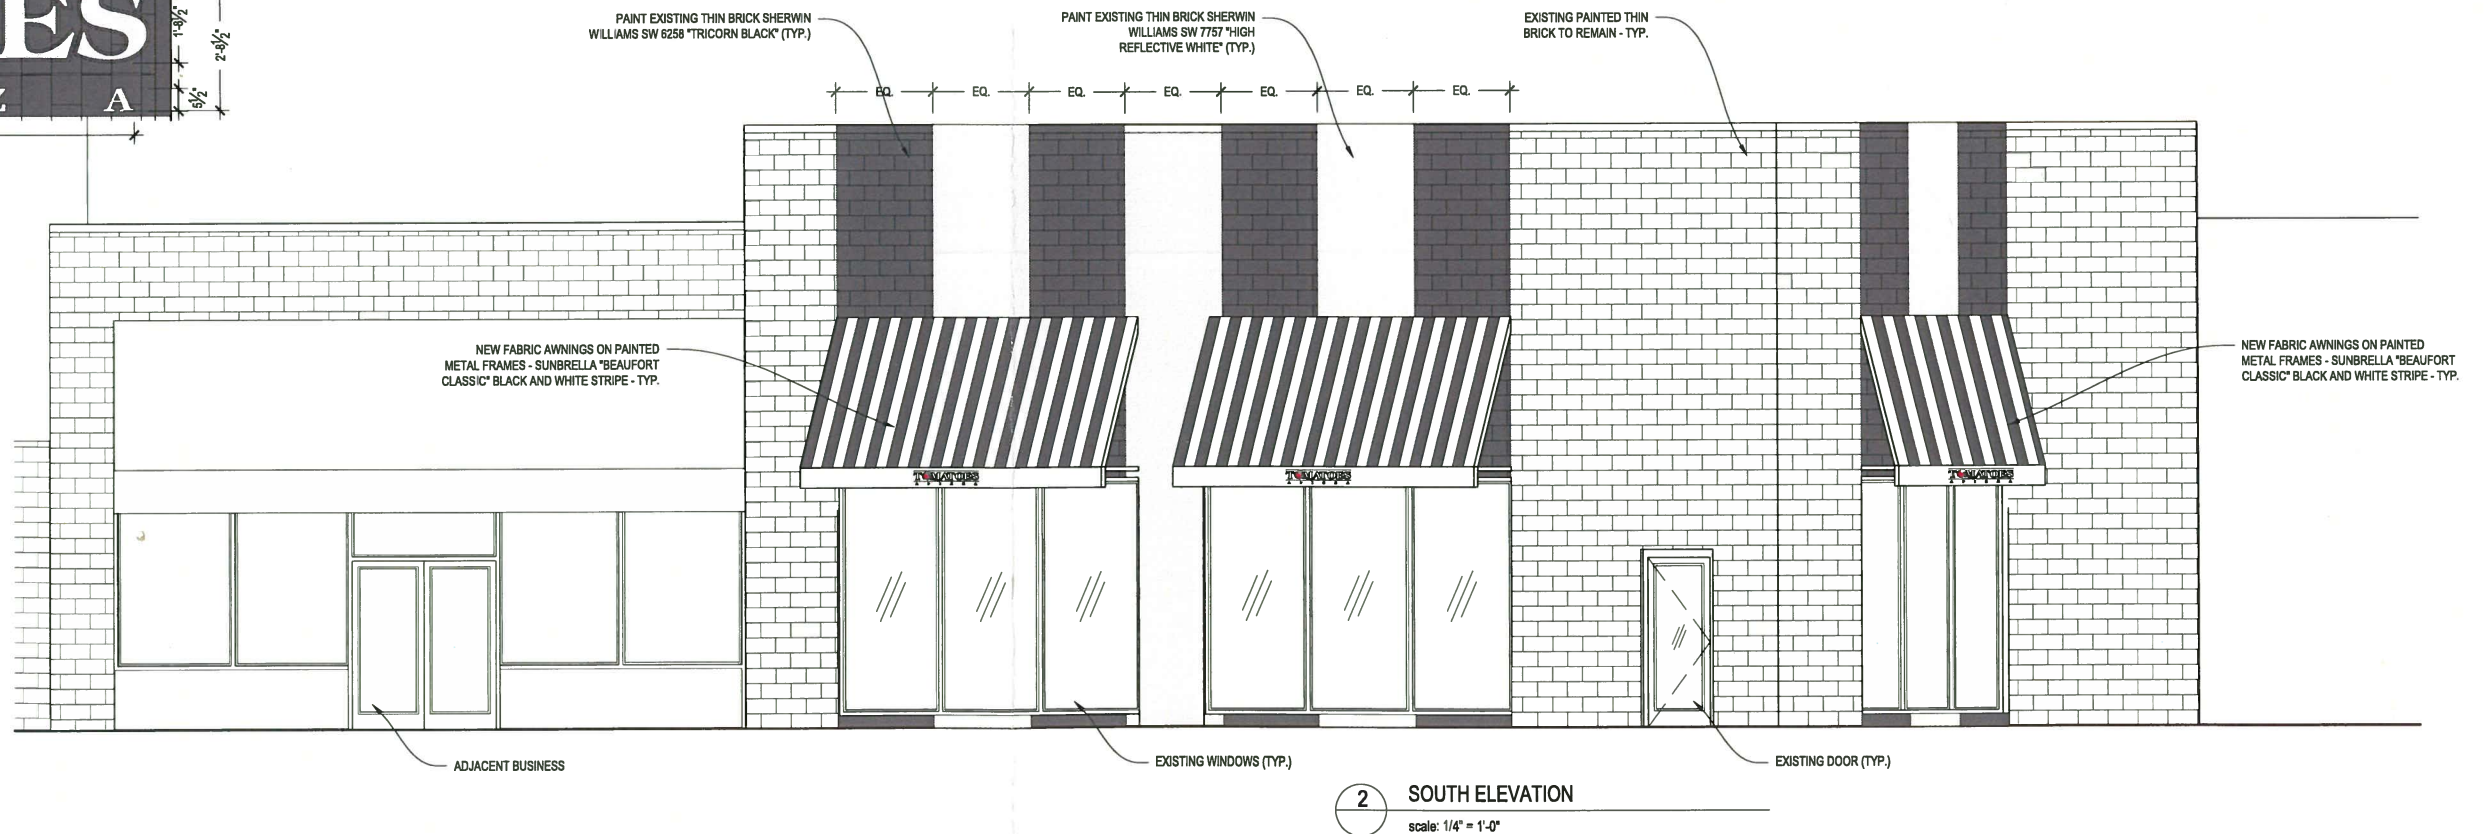 ES
Z A
1'-8½"
2'-8½"
5½"
PAINT EXISTING THIN BRICK SHERWIN
WILLIAMS SW 6258 "TRICORN BLACK" (TYP.)
PAINT EXISTING THIN BRICK SHERWIN
WILLIAMS SW 7757 "HIGH
REFLECTIVE WHITE" (TYP.)
EXISTING PAINTED THIN
BRICK TO REMAIN - TYP.
EQ. EQ. EQ. EQ. EQ. EQ. EQ.
NEW FABRIC AWNINGS ON PAINTED
METAL FRAMES - SUNBRELLA "BEAUFORT
CLASSIC" BLACK AND WHITE STRIPE - TYP.
NEW FABRIC AWNINGS ON PAINTED
METAL FRAMES - SUNBRELLA "BEAUFORT
CLASSIC" BLACK AND WHITE STRIPE - TYP.
TOMATOES
TOMATOES
TOMATOES
ADJACENT BUSINESS
EXISTING WINDOWS (TYP.)
EXISTING DOOR (TYP.)
2 SOUTH ELEVATION
scale: 1/4" = 1'-0"